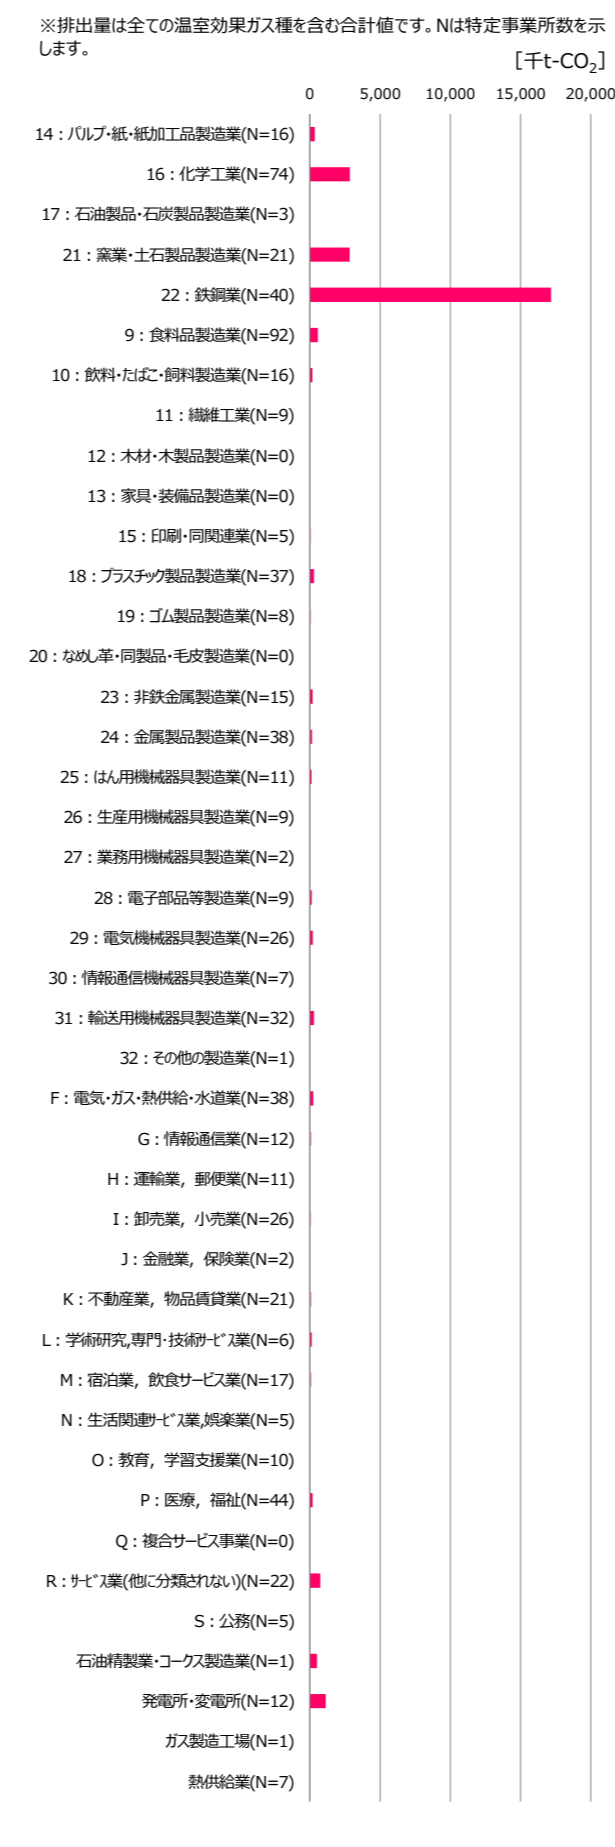 ※排出量は全ての温室効果ガス種を含む合計値です。Nは特定事業所数を示
します。
[千t-CO₂]
0 5,000 10,000 15,000 20,000
14：パルプ・紙・紙加工品製造業(N=16)
16：化学工業(N=74)
17：石油製品・石炭製品製造業(N=3)
21：窯業・土石製品製造業(N=21)
22：鉄鋼業(N=40)
9：食料品製造業(N=92)
10：飲料・たばこ・飼料製造業(N=16)
11：繊維工業(N=9)
12：木材・木製品製造業(N=0)
13：家具・装備品製造業(N=0)
15：印刷・同関連業(N=5)
18：プラスチック製品製造業(N=37)
19：ゴム製品製造業(N=8)
20：なめし革・同製品・毛皮製造業(N=0)
23：非鉄金属製造業(N=15)
24：金属製品製造業(N=38)
25：はん用機械器具製造業(N=11)
26：生産用機械器具製造業(N=9)
27：業務用機械器具製造業(N=2)
28：電子部品等製造業(N=9)
29：電気機械器具製造業(N=26)
30：情報通信機械器具製造業(N=7)
31：輸送用機械器具製造業(N=32)
32：その他の製造業(N=1)
F：電気・ガス・熱供給・水道業(N=38)
G：情報通信業(N=12)
H：運輸業，郵便業(N=11)
I：卸売業，小売業(N=26)
J：金融業，保険業(N=2)
K：不動産業，物品賃貸業(N=21)
L：学術研究,専門・技術ｻｰﾋﾞｽ業(N=6)
M：宿泊業，飲食サービス業(N=17)
N：生活関連ｻｰﾋﾞｽ業,娯楽業(N=5)
O：教育，学習支援業(N=10)
P：医療，福祉(N=44)
Q：複合サービス事業(N=0)
R：ｻｰﾋﾞｽ業(他に分類されない)(N=22)
S：公務(N=5)
石油精製業・コークス製造業(N=1)
発電所・変電所(N=12)
ガス製造工場(N=1)
熱供給業(N=7)